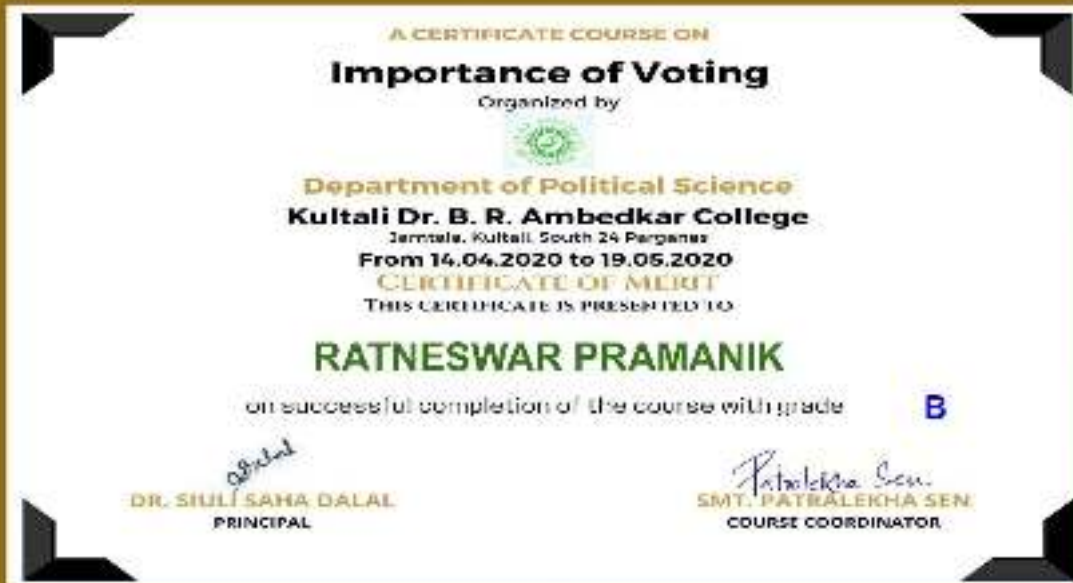 A CERTIFICATE COURSE ON
Importance of Voting
Organized by
Department of Political Science
Kultali Dr. B. R. Ambedkar College
Jamtala, Kultali, South 24 Parganas
From 14.04.2020 to 19.05.2020
CERTIFICATE OF MERIT
THIS CERTIFICATE IS PRESENTED TO
RATNESWAR PRAMANIK
on successful completion of the course with grade B
DR. SIULI SAHA DALAL
PRINCIPAL
Patralekha Sen.
SMT. PATRALEKHA SEN
COURSE COORDINATOR